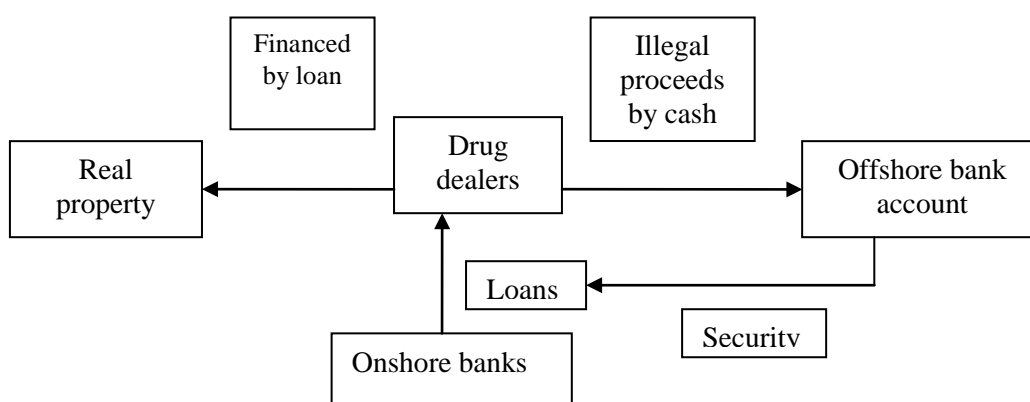 Financed
by loan
Illegal
proceeds
by cash
Real
property
Drug
dealers
Offshore bank
account
Loans
Security
Onshore banks